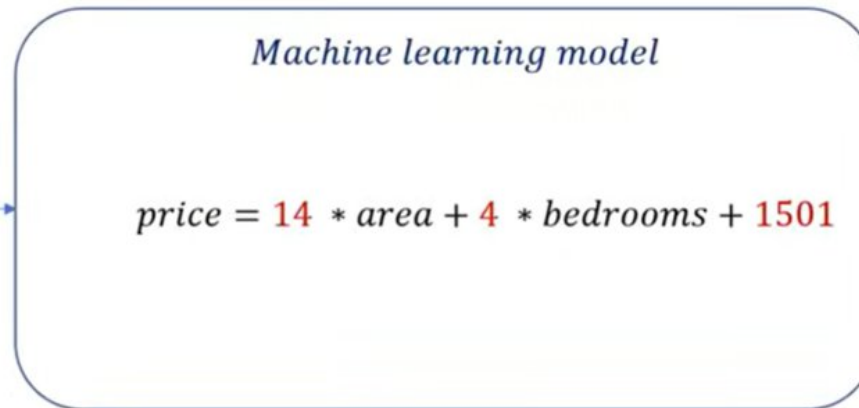 Machine learning model
price = 14 * area + 4 * bedrooms + 1501